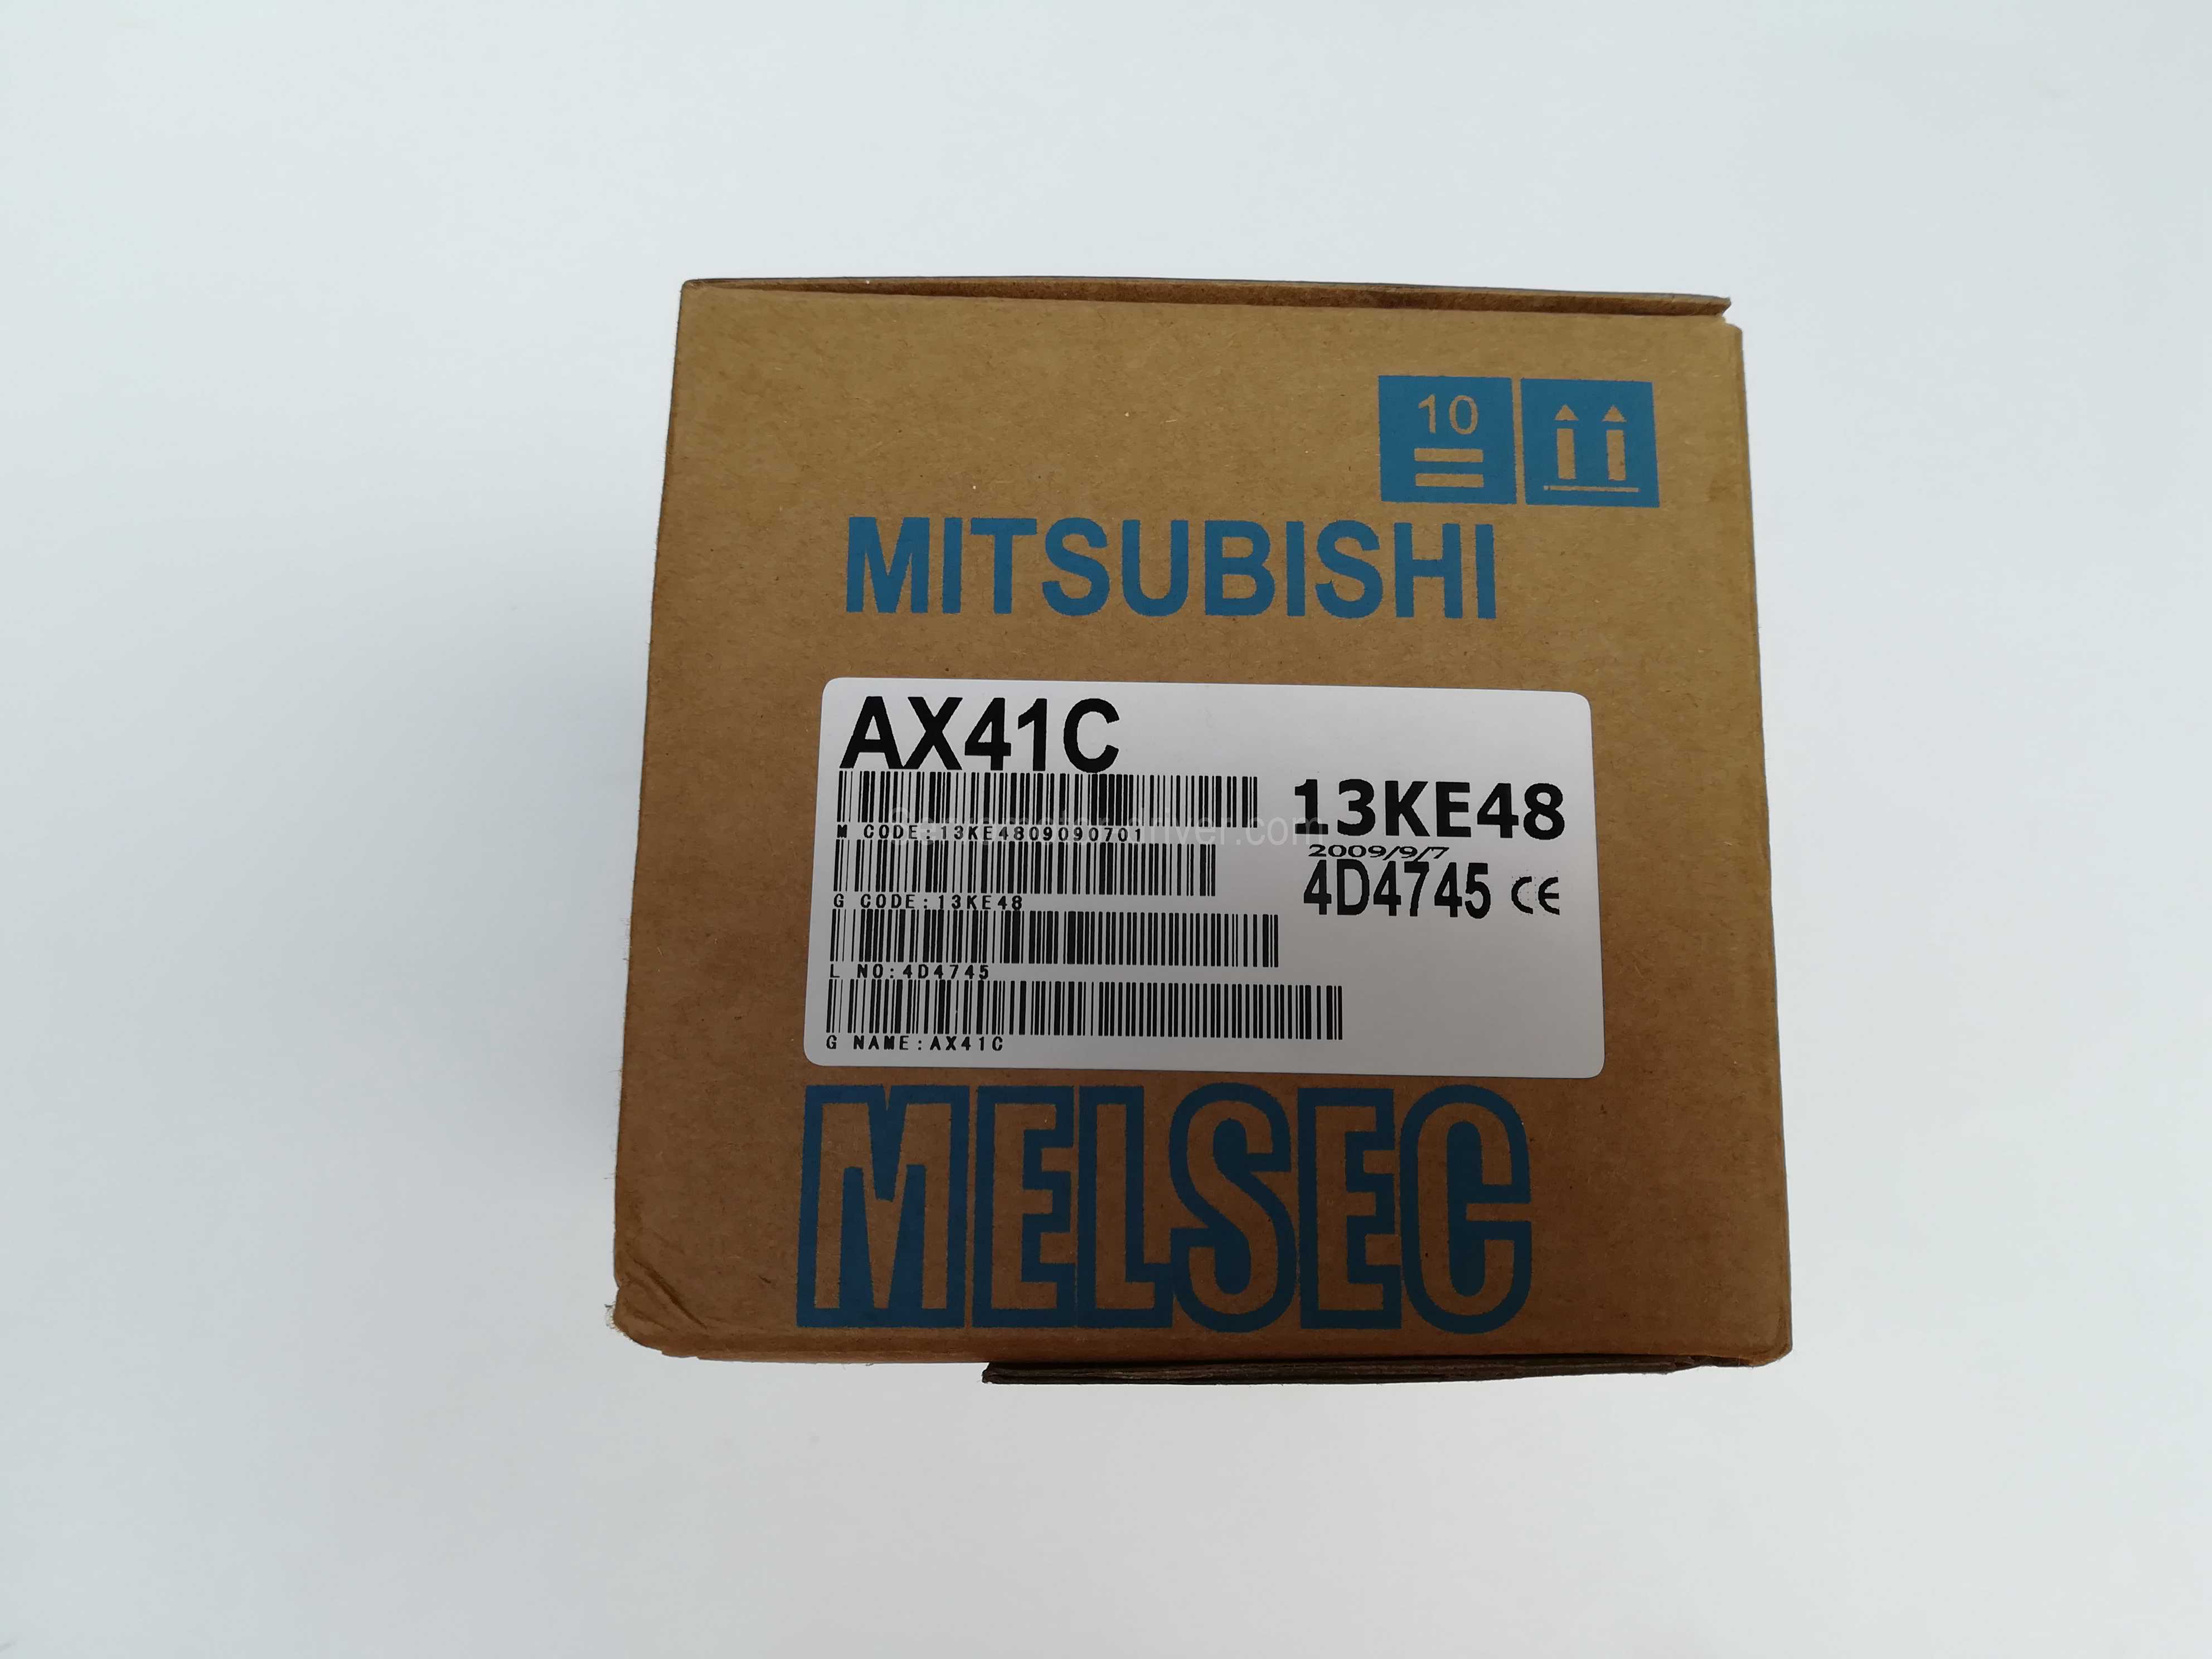 10
MITSUBISHI
AX41C
M CODE:13KE4809090701
13KE48
2009/9/7
G CODE:13KE48
4D4745 CE
L NO:4D4745
G NAME:AX41C
MELSEC